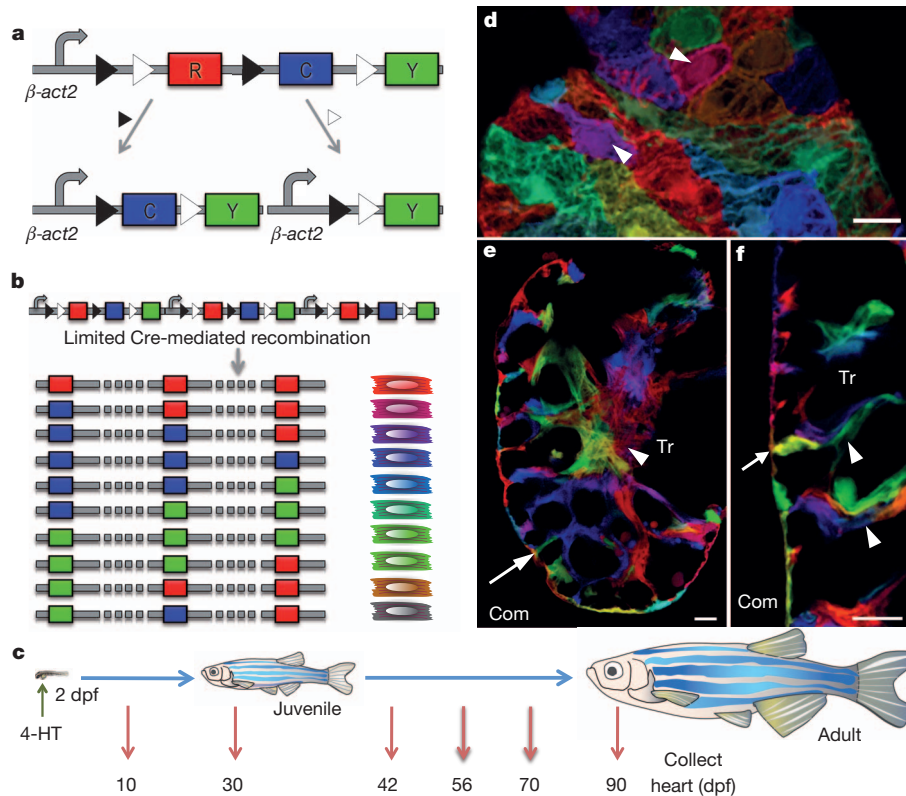 a
β-act2
R
C
Y
β-act2
C
Y
β-act2
Y
b
Limited Cre-mediated recombination
c
2 dpf
4-HT
Juvenile
Adult
10
30
42
56
70
90
Collect
heart (dpf)
d
e
Tr
Com
f
Tr
Com